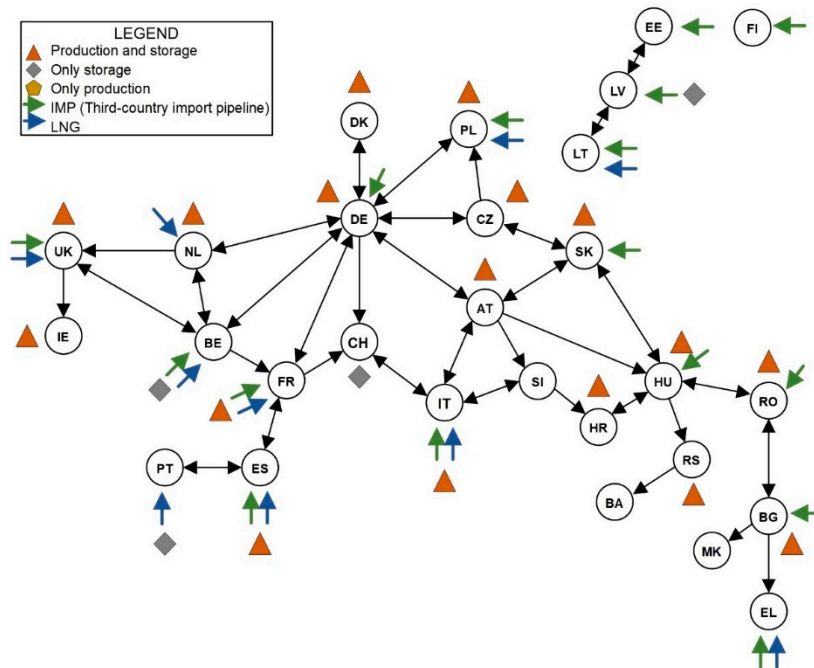 LEGEND
Production and storage
Only storage
Only production
IMP (Third-country import pipeline)
LNG
EE
FI
LV
DK
PL
LT
DE
CZ
UK
NL
SK
AT
IE
BE
CH
FR
SI
HU
IT
RO
HR
PT
ES
RS
BA
BG
MK
EL